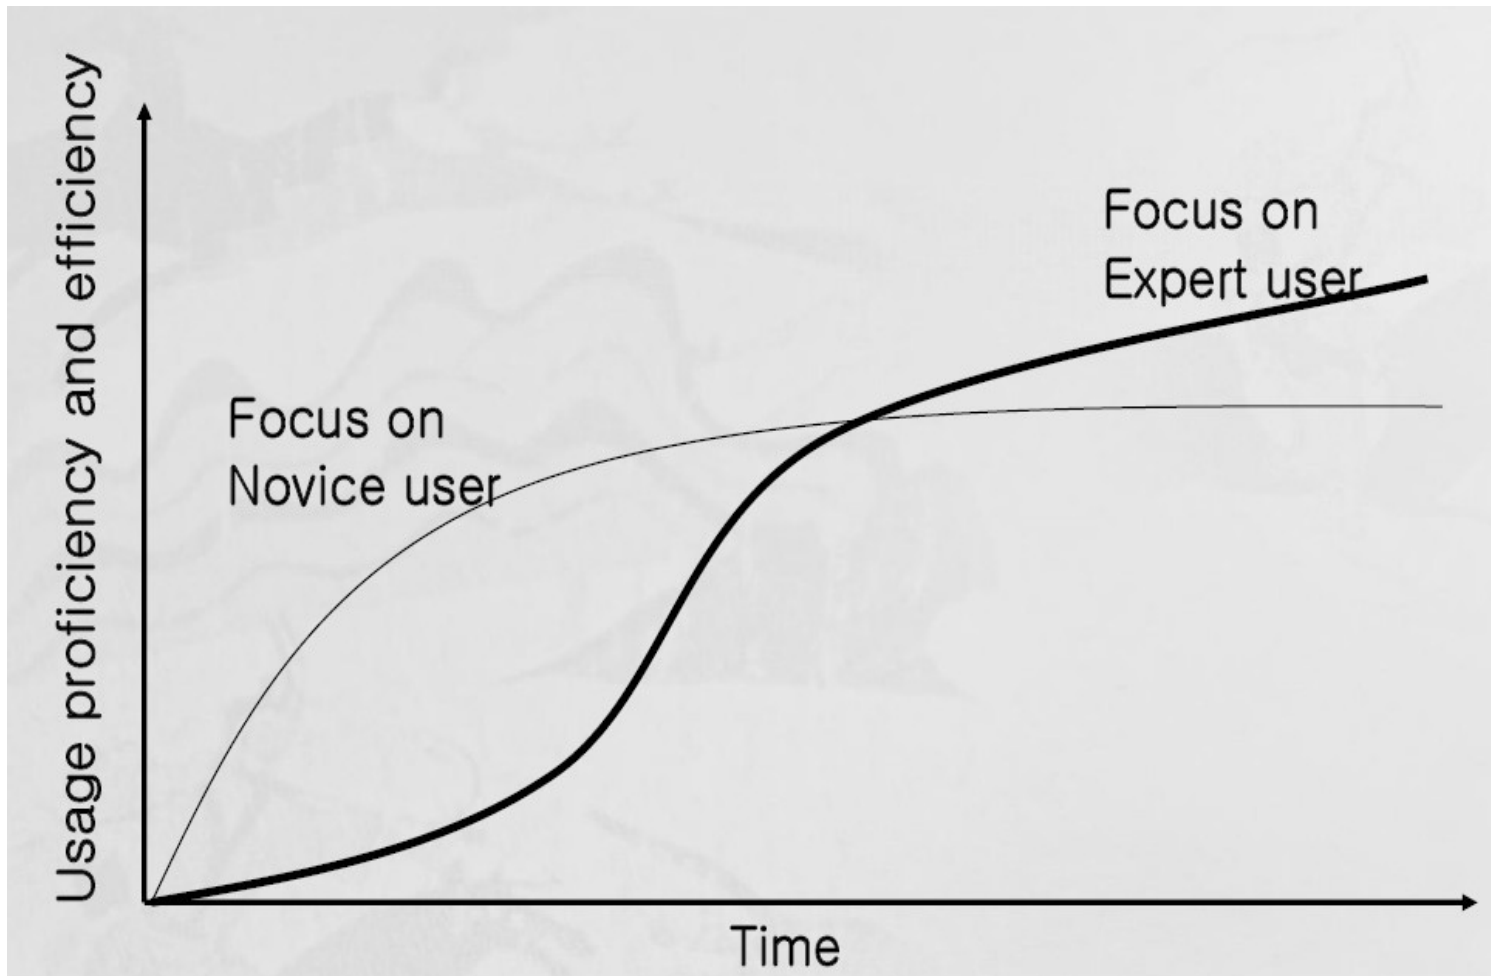 Usage proficiency and efficiency
Focus on
Expert user
Focus on
Novice user
Time